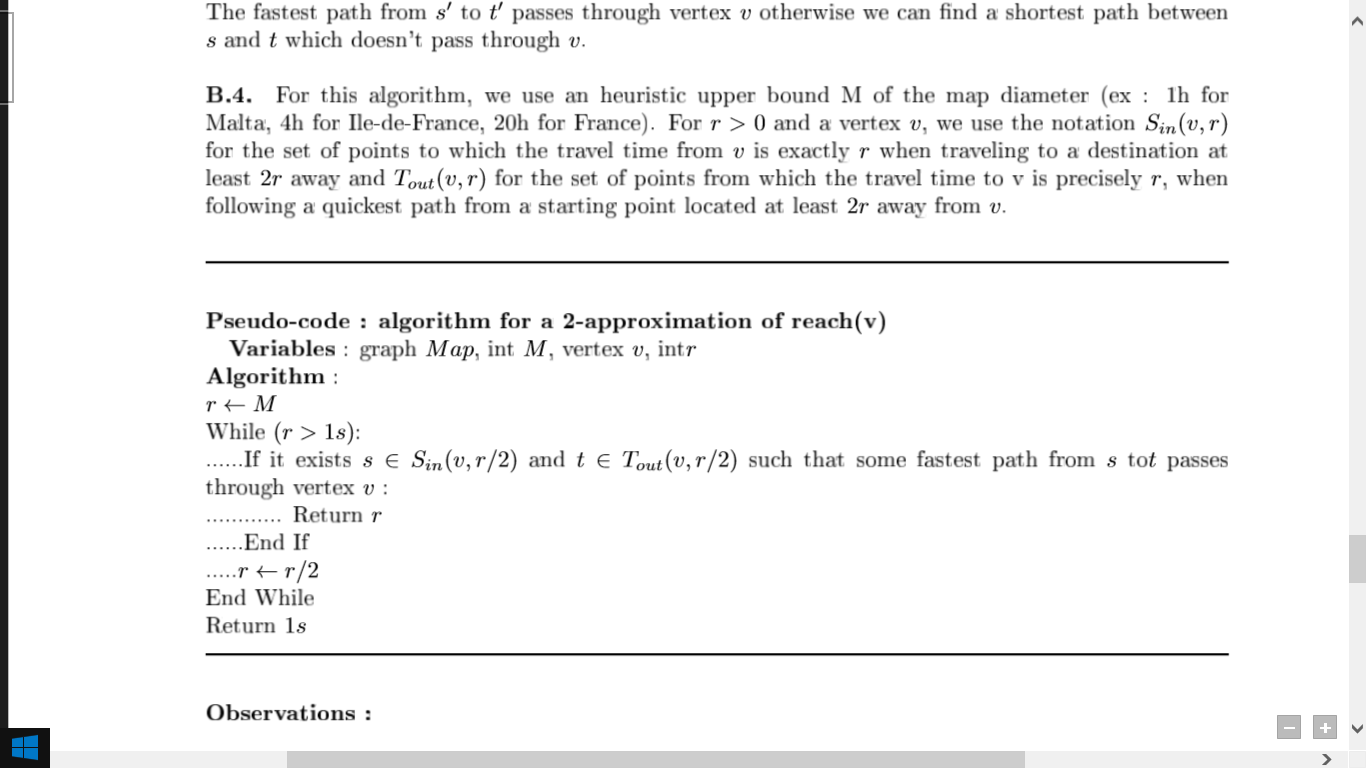 The fastest path from s′ to t′ passes through vertex v otherwise we can find a shortest path between
s and t which doesn't pass through v.
B.4. For this algorithm, we use an heuristic upper bound M of the map diameter (ex : 1h for
Malta, 4h for Ile-de-France, 20h for France). For r > 0 and a vertex v, we use the notation S_in(v, r)
for the set of points to which the travel time from v is exactly r when traveling to a destination at
least 2r away and T_out(v, r) for the set of points from which the travel time to v is precisely r, when
following a quickest path from a starting point located at least 2r away from v.
Pseudo-code : algorithm for a 2-approximation of reach(v)
Variables : graph Map, int M, vertex v, intr
Algorithm :
r ← M
While (r > 1s):
......If it exists s ∈ S_in(v, r/2) and t ∈ T_out(v, r/2) such that some fastest path from s tot passes
through vertex v :
............ Return r
......End If
.....r ← r/2
End While
Return 1s
Observations :